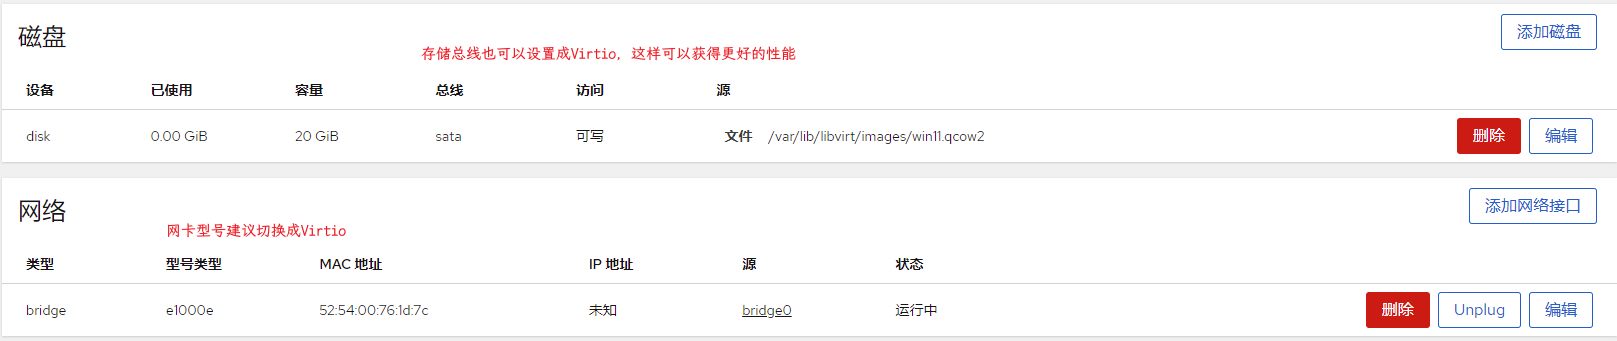 磁盘
添加磁盘
存储总线也可以设置成Virtio，这样可以获得更好的性能
设备 已使用 容量 总线 访问 源
disk 0.00 GiB 20 GiB sata 可写 文件 /var/lib/libvirt/images/win11.qcow2 删除 编辑
网络
添加网络接口
网卡型号建议切换成Virtio
类型 型号类型 MAC 地址 IP 地址 源 状态
bridge e1000e 52:54:00:76:1d:7c 未知 bridge0 运行中 删除 Unplug 编辑